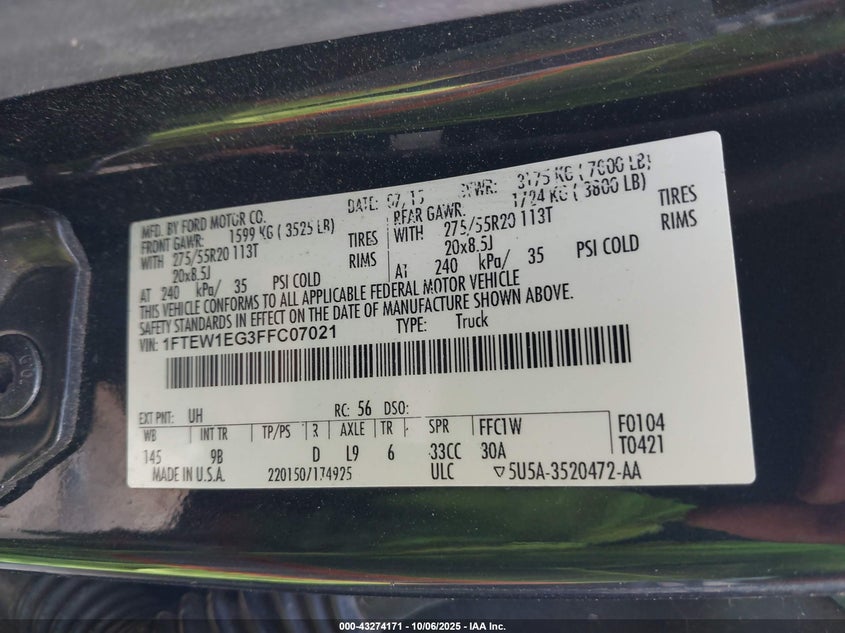 MFD. BY FORD MOTOR CO.
DATE: 07/15 GVWR: 3175 KG ( 7000 LB)
FRONT GAWR: 1599 KG ( 3525 LB)
REAR GAWR: 1724 KG ( 3800 LB)
WITH 275/55R20 113T TIRES
WITH 275/55R20 113T TIRES
20x8.5J RIMS
20x8.5J RIMS
AT 240 kPa/ 35 PSI COLD
AT 240 kPa/ 35 PSI COLD
THIS VEHICLE CONFORMS TO ALL APPLICABLE FEDERAL MOTOR VEHICLE
SAFETY STANDARDS IN EFFECT ON THE DATE OF MANUFACTURE SHOWN ABOVE.
VIN: 1FTEW1EG3FFC07021 TYPE: Truck
EXT PNT: UH RC: 56 DSO:
WB INT TR TP/PS R AXLE TR SPR FFC1W F0104
145 9B D L9 6 33CC 30A T0421
MADE IN U.S.A. 220150/174925 ULC ▽5U5A-3520472-AA
000-43274171 | 10/06/2025 – IAA Inc.